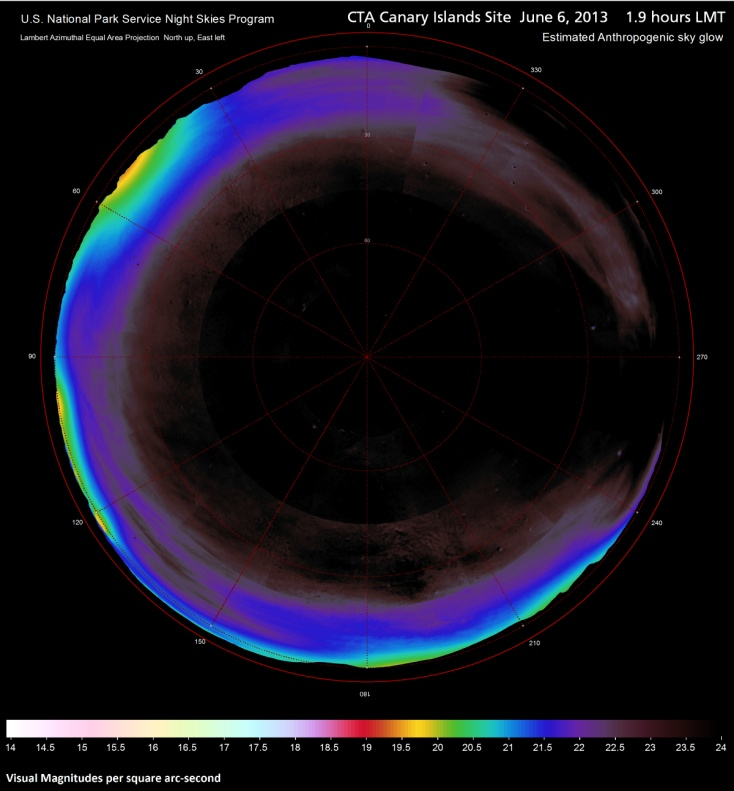 U.S. National Park Service Night Skies Program
CTA Canary Islands Site June 6, 2013 1.9 hours LMT
Lambert Azimuthal Equal Area Projection North up, East left
Estimated Anthropogenic sky glow
0
30
330
30
60
300
60
90
270
120
240
150
210
180
14 14.5 15 15.5 16 16.5 17 17.5 18 18.5 19 19.5 20 20.5 21 21.5 22 22.5 23 23.5 24
Visual Magnitudes per square arc-second